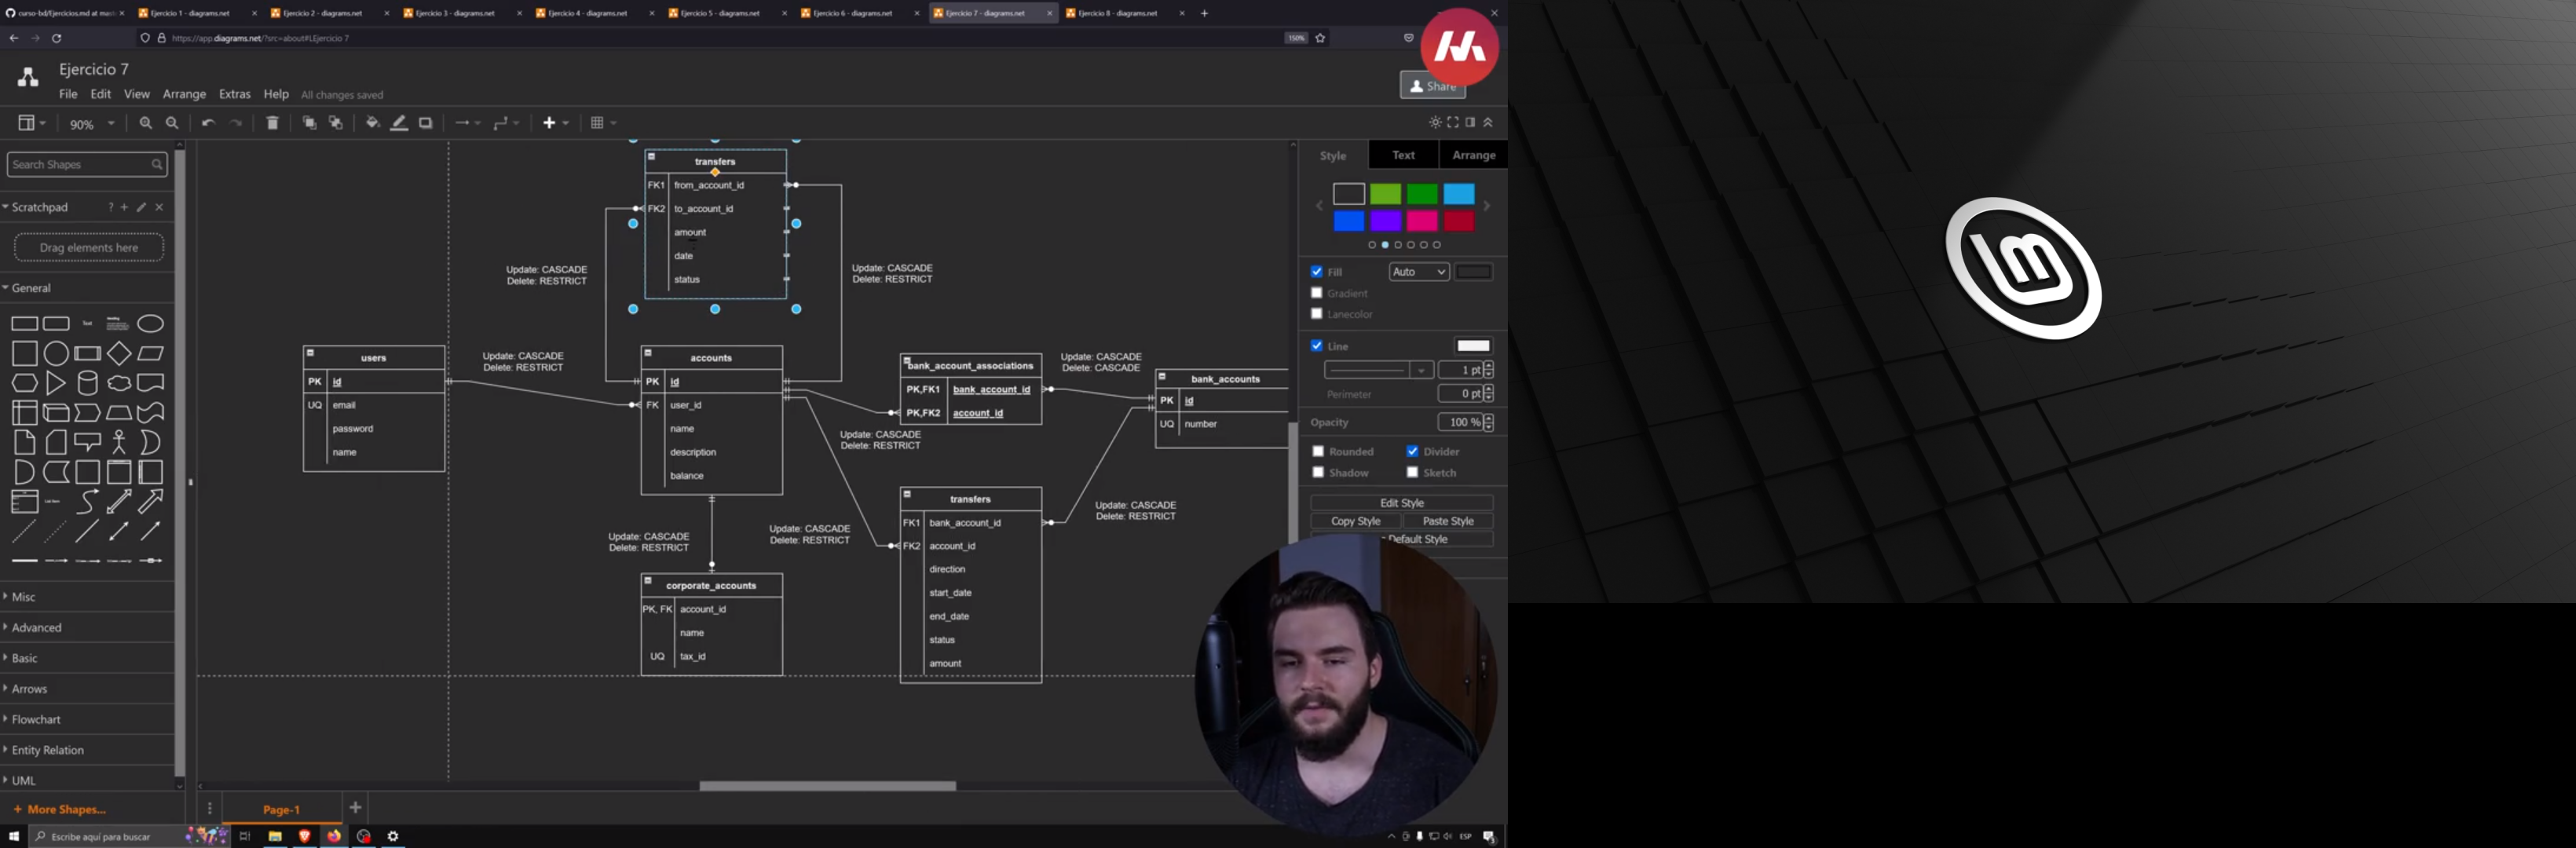 curso-bd/Ejercicios.md at mast
Ejercicio 1 - diagrams.net
Ejercicio 2 - diagrams.net
Ejercicio 3 - diagrams.net
Ejercicio 4 - diagrams.net
Ejercicio 5 - diagrams.net
Ejercicio 6 - diagrams.net
Ejercicio 7 - diagrams.net
Ejercicio 8 - diagrams.net
https://app.diagrams.net/?src=about#LEjercicio 7
150%
Ejercicio 7
File Edit View Arrange Extras Help All changes saved
Share
90%
Search Shapes
Scratchpad
Drag elements here
General
Text
Heading
List Item
Misc
Advanced
Basic
Arrows
Flowchart
Entity Relation
UML
+ More Shapes...
transfers
FK1 from_account_id
FK2 to_account_id
amount
date
status
Update: CASCADE
Delete: RESTRICT
Update: CASCADE
Delete: RESTRICT
users
PK id
UQ email
password
name
Update: CASCADE
Delete: RESTRICT
accounts
PK id
FK user_id
name
description
balance
bank_account_associations
PK,FK1 bank_account_id
PK,FK2 account_id
Update: CASCADE
Delete: CASCADE
bank_accounts
PK id
UQ number
Update: CASCADE
Delete: RESTRICT
transfers
FK1 bank_account_id
FK2 account_id
direction
start_date
end_date
status
amount
Update: CASCADE
Delete: RESTRICT
Update: CASCADE
Delete: RESTRICT
Update: CASCADE
Delete: RESTRICT
corporate_accounts
PK, FK account_id
name
UQ tax_id
Style Text Arrange
Fill Auto
Gradient
Lanecolor
Line
1 pt
Perimeter 0 pt
Opacity 100 %
Rounded Divider
Shadow Sketch
Edit Style
Copy Style Paste Style
Default Style
Page-1
Escribe aquí para buscar
ESP
lm